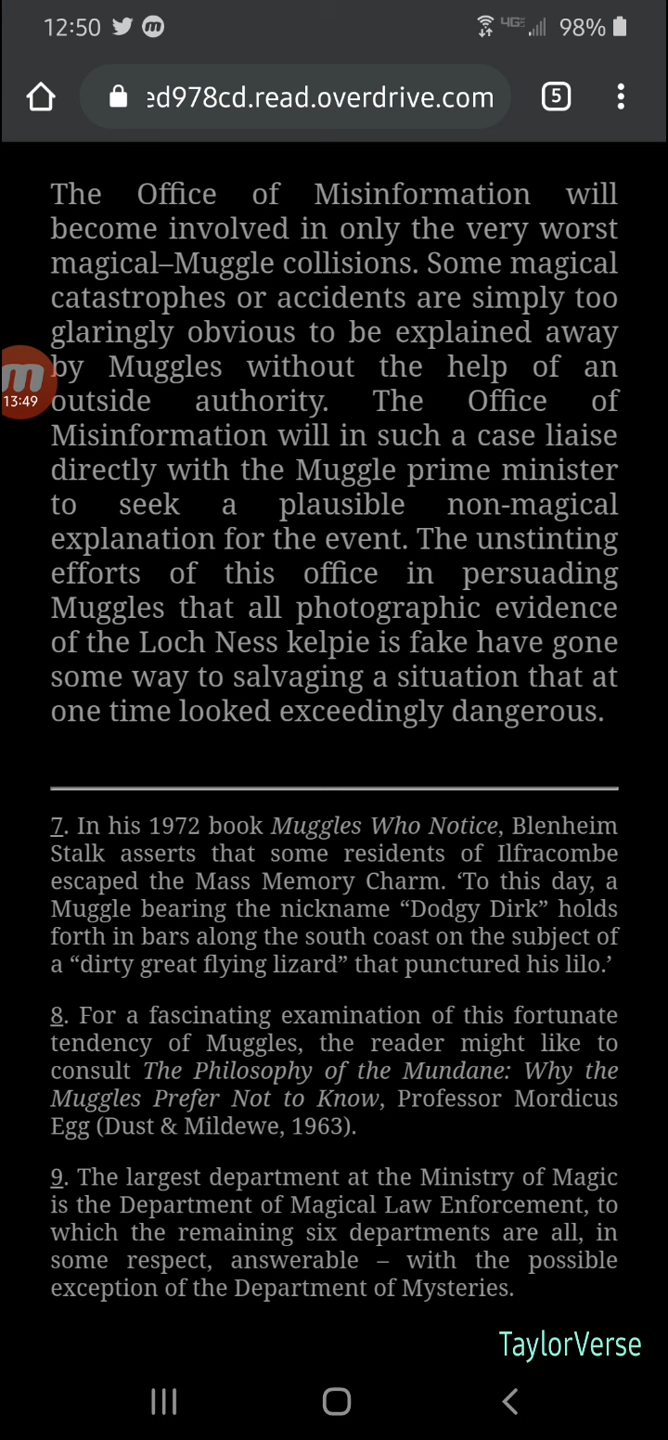 12:50 98%
ed978cd.read.overdrive.com 5
The Office of Misinformation will
become involved in only the very worst
magical–Muggle collisions. Some magical
catastrophes or accidents are simply too
glaringly obvious to be explained away
by Muggles without the help of an
outside authority. The Office of
Misinformation will in such a case liaise
directly with the Muggle prime minister
to seek a plausible non-magical
explanation for the event. The unstinting
efforts of this office in persuading
Muggles that all photographic evidence
of the Loch Ness kelpie is fake have gone
some way to salvaging a situation that at
one time looked exceedingly dangerous.
m
13:49
7. In his 1972 book Muggles Who Notice, Blenheim
Stalk asserts that some residents of Ilfracombe
escaped the Mass Memory Charm. ‘To this day, a
Muggle bearing the nickname “Dodgy Dirk” holds
forth in bars along the south coast on the subject of
a “dirty great flying lizard” that punctured his lilo.’
8. For a fascinating examination of this fortunate
tendency of Muggles, the reader might like to
consult The Philosophy of the Mundane: Why the
Muggles Prefer Not to Know, Professor Mordicus
Egg (Dust & Mildewe, 1963).
9. The largest department at the Ministry of Magic
is the Department of Magical Law Enforcement, to
which the remaining six departments are all, in
some respect, answerable – with the possible
exception of the Department of Mysteries.
TaylorVerse